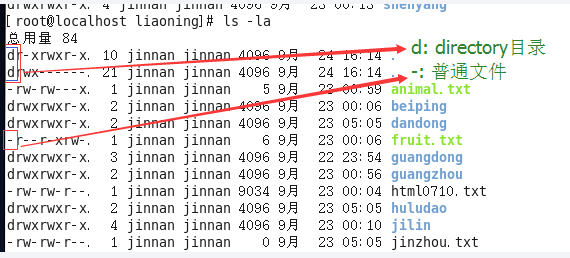 drwxrwxr-x. 4 jinnan jinnan 4096 9月 23 00:13 shenyang
[root@localhost liaoning]# ls -la
总用量 84
dr-xrwxr-x. 10 jinnan jinnan 4096 9月 24 16:14 .
drwx------. 21 jinnan jinnan 4096 9月 24 16:14 ..
-rw-rw---x. 1 jinnan jinnan 5 9月 23 00:59 animal.txt
drwxrwxr-x. 2 jinnan jinnan 4096 9月 23 00:06 beiping
drwxrwxr-x. 2 jinnan jinnan 4096 9月 23 05:05 dandong
-r--r-xrw-. 1 jinnan jinnan 6 9月 23 00:06 fruit.txt
drwxrwxr-x. 3 jinnan jinnan 4096 9月 22 23:54 guangdong
drwxrwxr-x. 2 jinnan jinnan 4096 9月 23 00:56 guangzhou
-rw-rw-r--. 1 jinnan jinnan 9034 9月 23 00:04 html0710.txt
drwxrwxr-x. 2 jinnan jinnan 4096 9月 23 05:05 huludao
drwxrwxr-x. 4 jinnan jinnan 4096 9月 23 00:10 jilin
-rw-rw-r--. 1 jinnan jinnan 0 9月 23 05:05 jinzhou.txt
d: directory目录
-: 普通文件